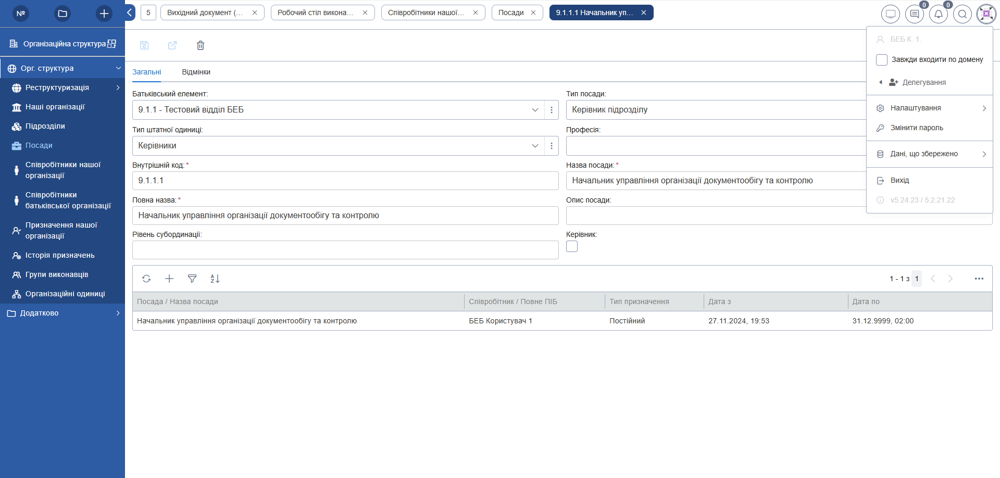 №
5
Вихідний документ (...
Робочий стіл викона...
Співробітники нашої...
Посади
9.1.1.1 Начальник уп...
0
0
Організаційна структура
Орг. структура
Реструктуризація
Наші організації
Підрозділи
Посади
Співробітники нашої
організації
Співробітники
батьківської організації
Призначення нашої
організації
Історія призначень
Групи виконавців
Організаційні одиниці
Додатково
Загальні
Відмінки
Батьківський елемент:
9.1.1 - Тестовий відділ БЕБ
Тип посади:
Керівник підрозділу
Тип штатної одиниці:
Керівники
Професія:
Внутрішній код: *
9.1.1.1
Назва посади: *
Начальник управління організації документообігу та контролю
Повна назва: *
Начальник управління організації документообігу та контролю
Опис посади:
Рівень субординації:
Керівник:
БЕБ К. 1.
Завжди входити по домену
Делегування
Налаштування
Змінити пароль
Дані, що збережено
Вихід
v5.24.23 / 5.2.21.22
1 - 1 з 1
Посада / Назва посади
Співробітник / Повне ПІБ
Тип призначення
Дата з
Дата по
Начальник управління організації документообігу та контролю
БЕБ Користувач 1
Постійний
27.11.2024, 19:53
31.12.9999, 02:00